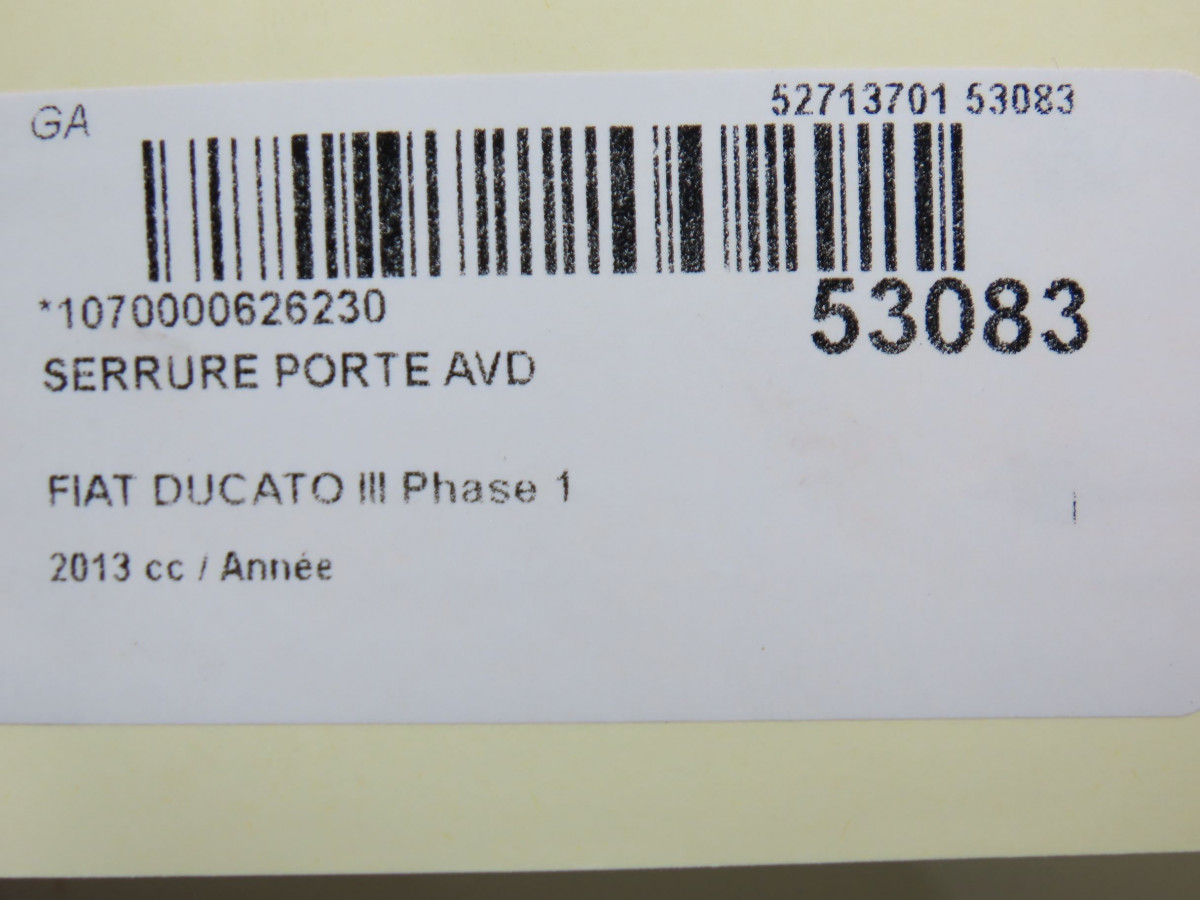 GA
52713701 53083
*1070000626230
53083
SERRURE PORTE AVD
FIAT DUCATO III Phase 1
2013 cc / Année